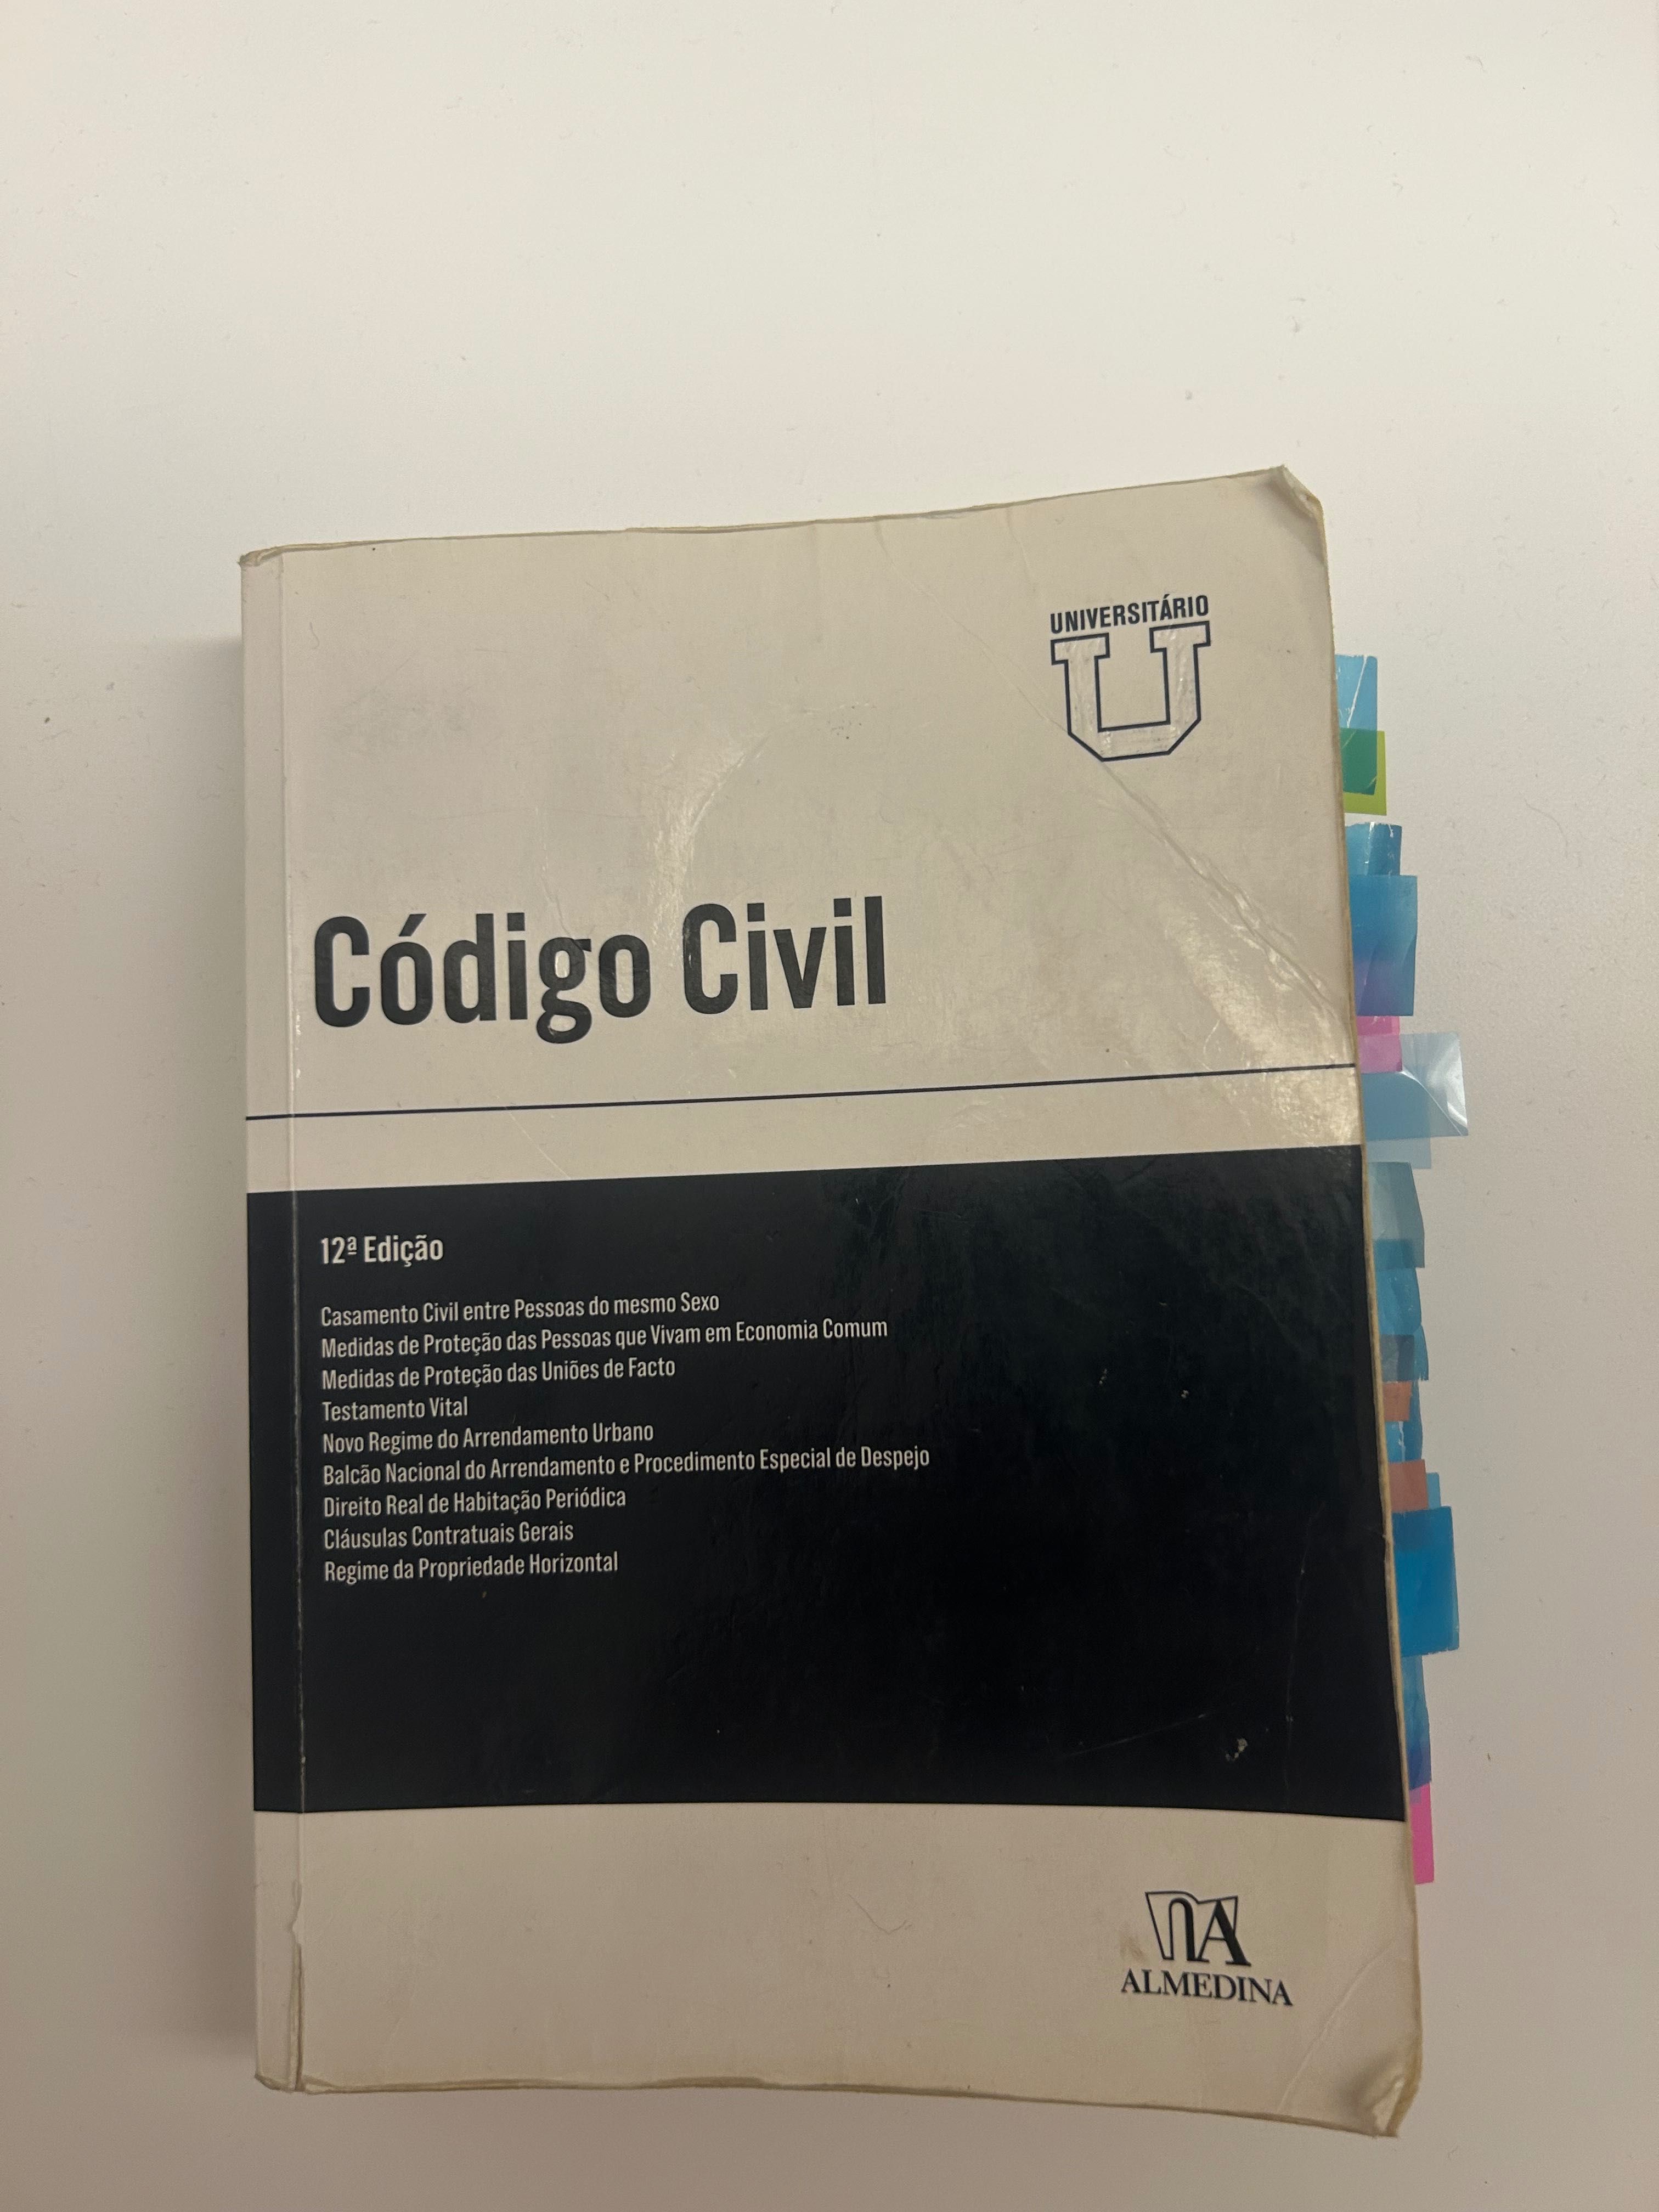 UNIVERSITÁRIO
U
Código Civil
12ª Edição
Casamento Civil entre Pessoas do mesmo Sexo
Medidas de Proteção das Pessoas que Vivam em Economia Comum
Medidas de Proteção das Uniões de Facto
Testamento Vital
Novo Regime do Arrendamento Urbano
Balcão Nacional do Arrendamento e Procedimento Especial de Despejo
Direito Real de Habitação Periódica
Cláusulas Contratuais Gerais
Regime da Propriedade Horizontal
ALMEDINA